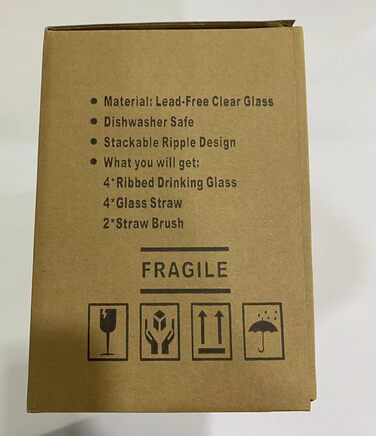 ● Material: Lead-Free Clear Glass
● Dishwasher Safe
● Stackable Ripple Design
● What you will get:
4*Ribbed Drinking Glass
4*Glass Straw
2*Straw Brush
FRAGILE